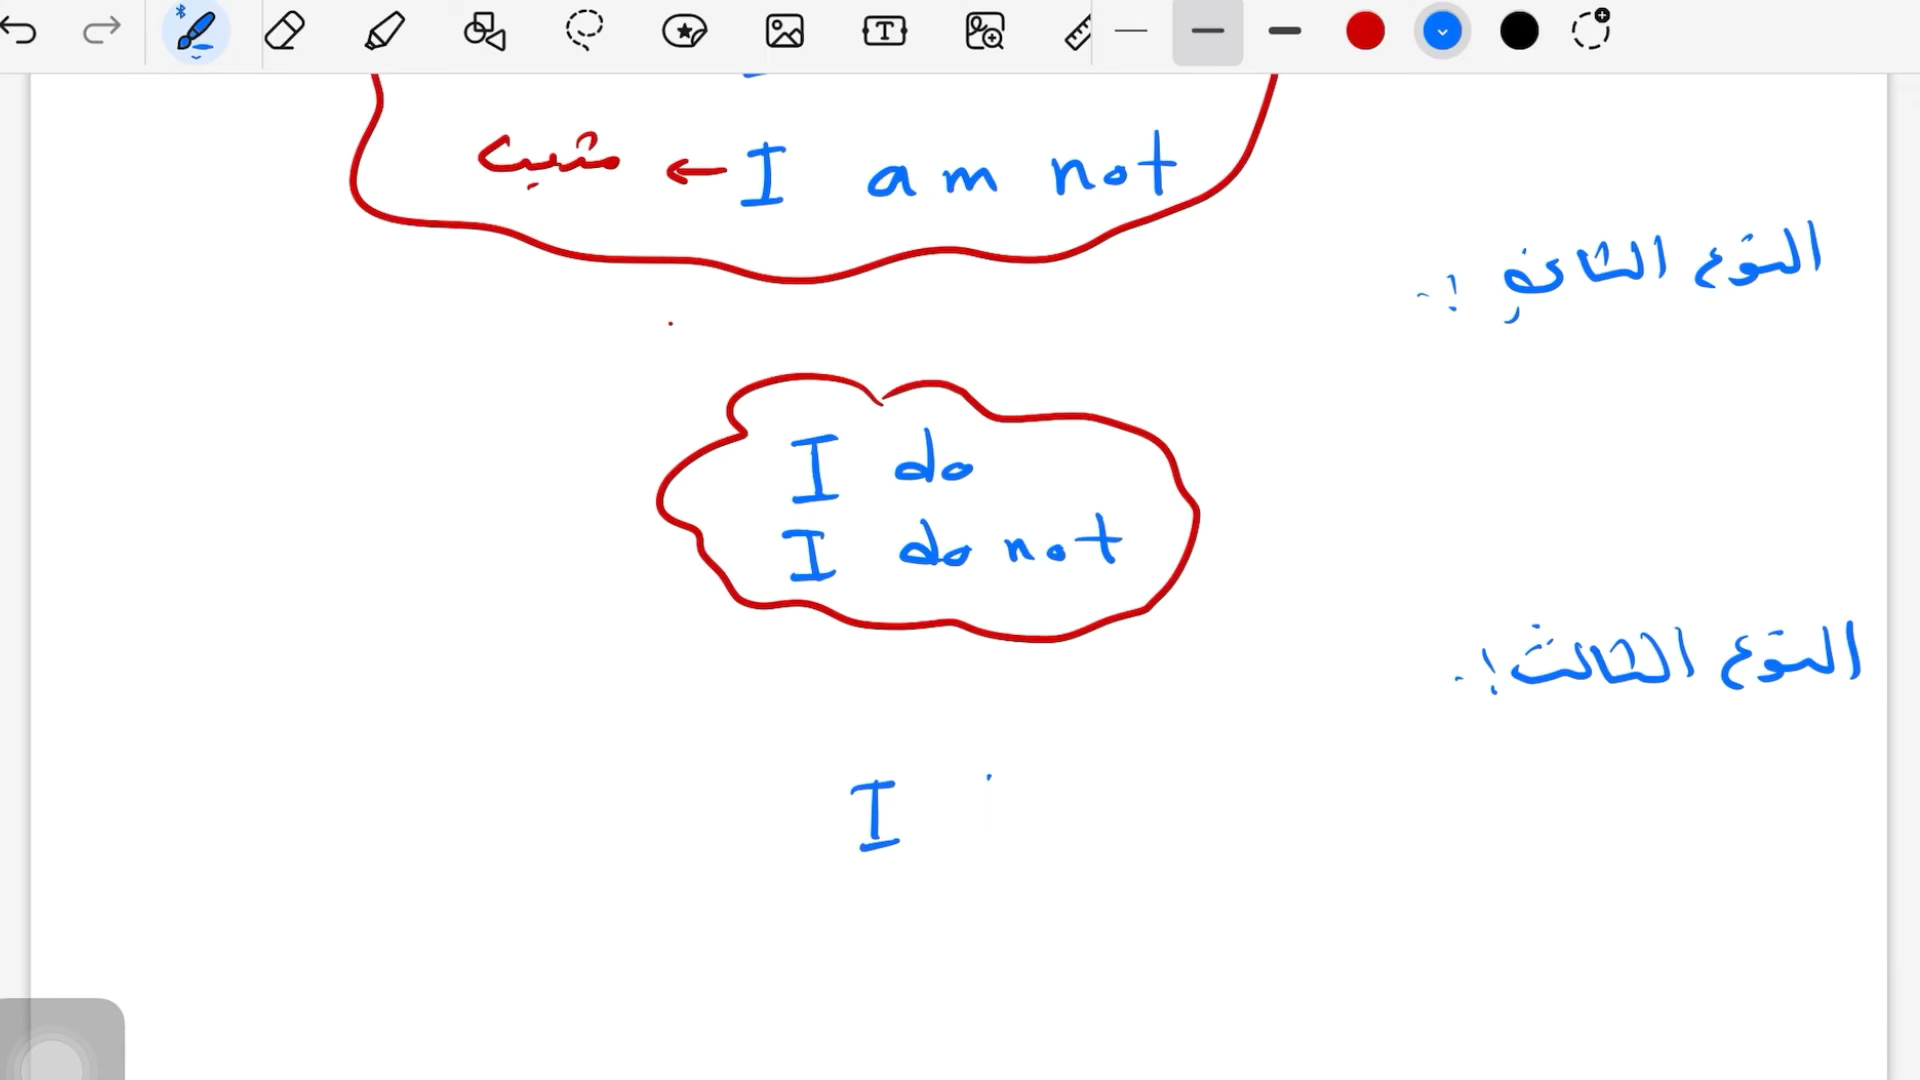 I am not ← مثبت
النوع الثاني :-
I do
I do not
النوع الثالث :-
I